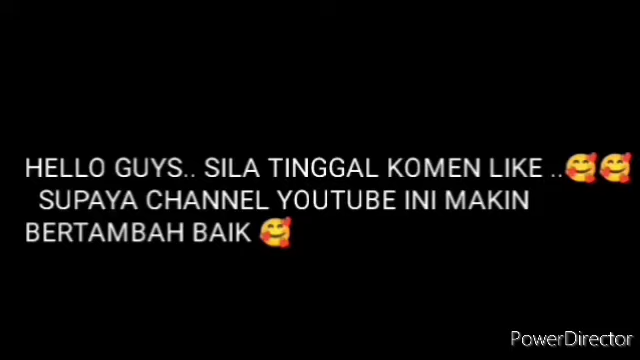 HELLO GUYS.. SILA TINGGAL KOMEN LIKE ..🥰🥰
SUPAYA CHANNEL YOUTUBE INI MAKIN
BERTAMBAH BAIK 🥰
PowerDirector